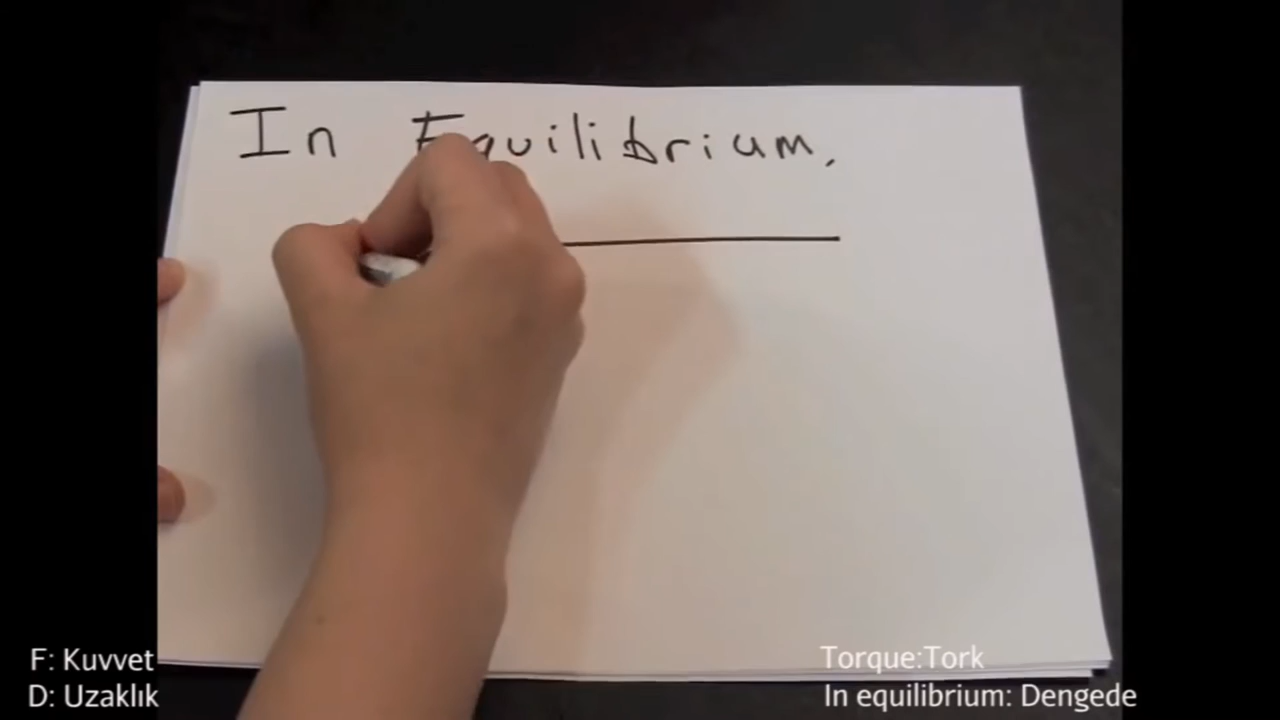 In Equilibrium,
F: Kuvvet
D: Uzaklık
Torque:Tork
In equilibrium: Dengede